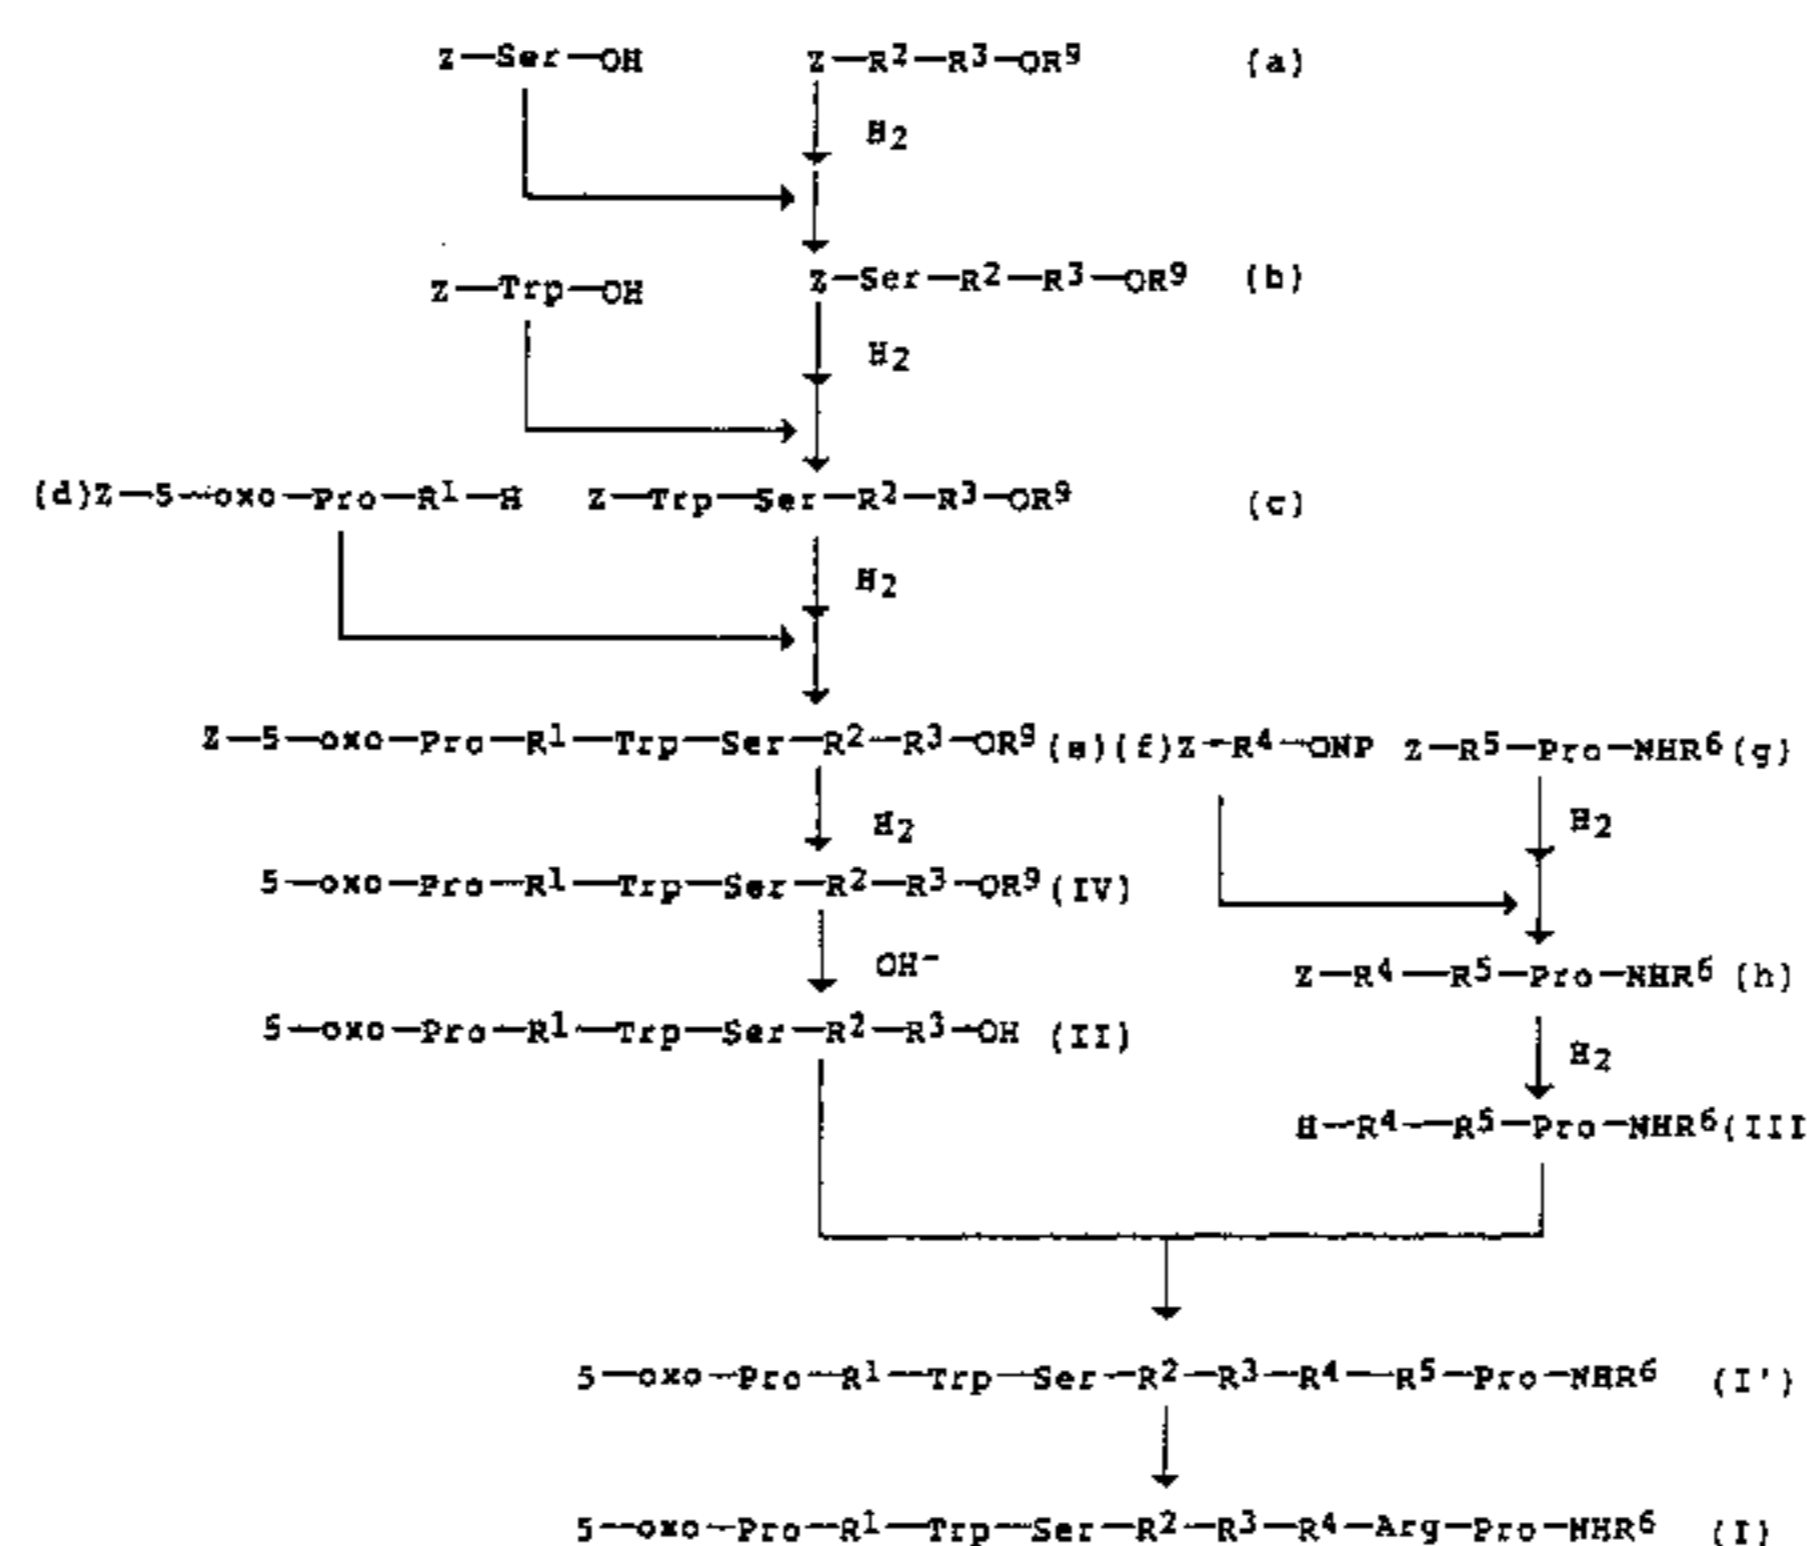 Z—Ser—OH Z—R²—R³—OR⁹ (a)
H₂
Z—Trp—OH Z—Ser—R²—R³—OR⁹ (b)
H₂
(d)Z—5—oxo—Pro—R¹—H Z—Trp—Ser—R²—R³—OR⁹ (c)
H₂
Z—5—oxo—Pro—R¹—Trp—Ser—R²—R³—OR⁹ (e)(f)Z—R⁴—ONP Z—R⁵—Pro—NHR⁶(g)
H₂ H₂
5—oxo—Pro—R¹—Trp—Ser—R²—R³—OR⁹(IV)
OH⁻ Z—R⁴—R⁵—Pro—NHR⁶ (h)
5—oxo—Pro—R¹—Trp—Ser—R²—R³—OH (II) H₂
H—R⁴—R⁵—Pro—NHR⁶(III
5—oxo—Pro—R¹—Trp—Ser—R²—R³—R⁴—R⁵—Pro—NHR⁶ (I')
5—oxo—Pro—R¹—Trp—Ser—R²—R³—R⁴—Arg—Pro—NHR⁶ (I)